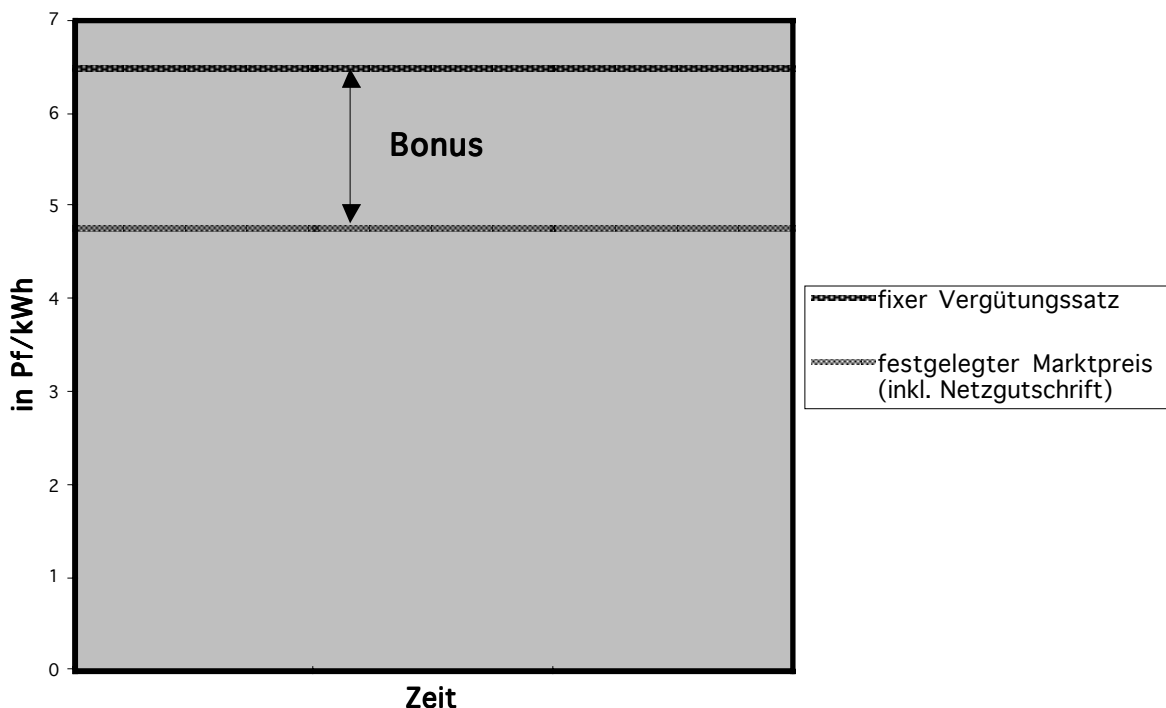 7
6
5
4
3
2
1
0
in Pf/kWh
Bonus
Zeit
fixer Vergütungssatz
festgelegter Marktpreis
(inkl. Netzgutschrift)